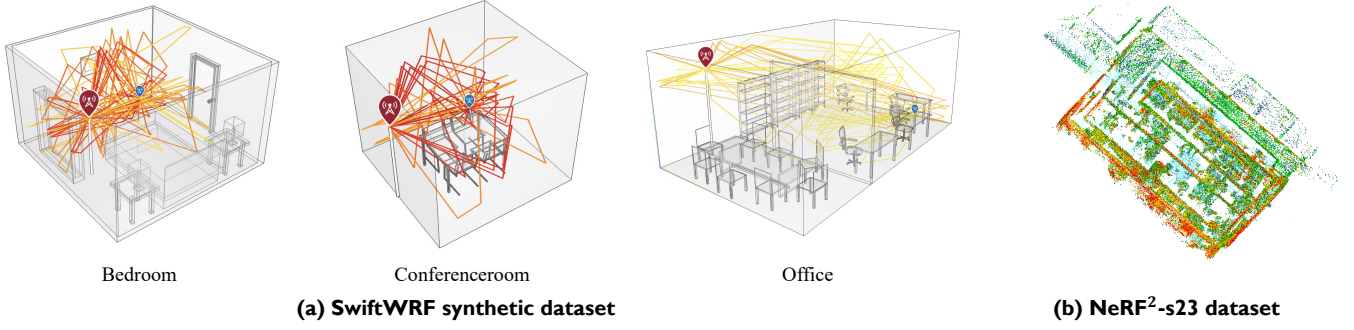 Bedroom
Conferenceroom
Office
(a) SwiftWRF synthetic dataset
(b) NeRF²-s23 dataset